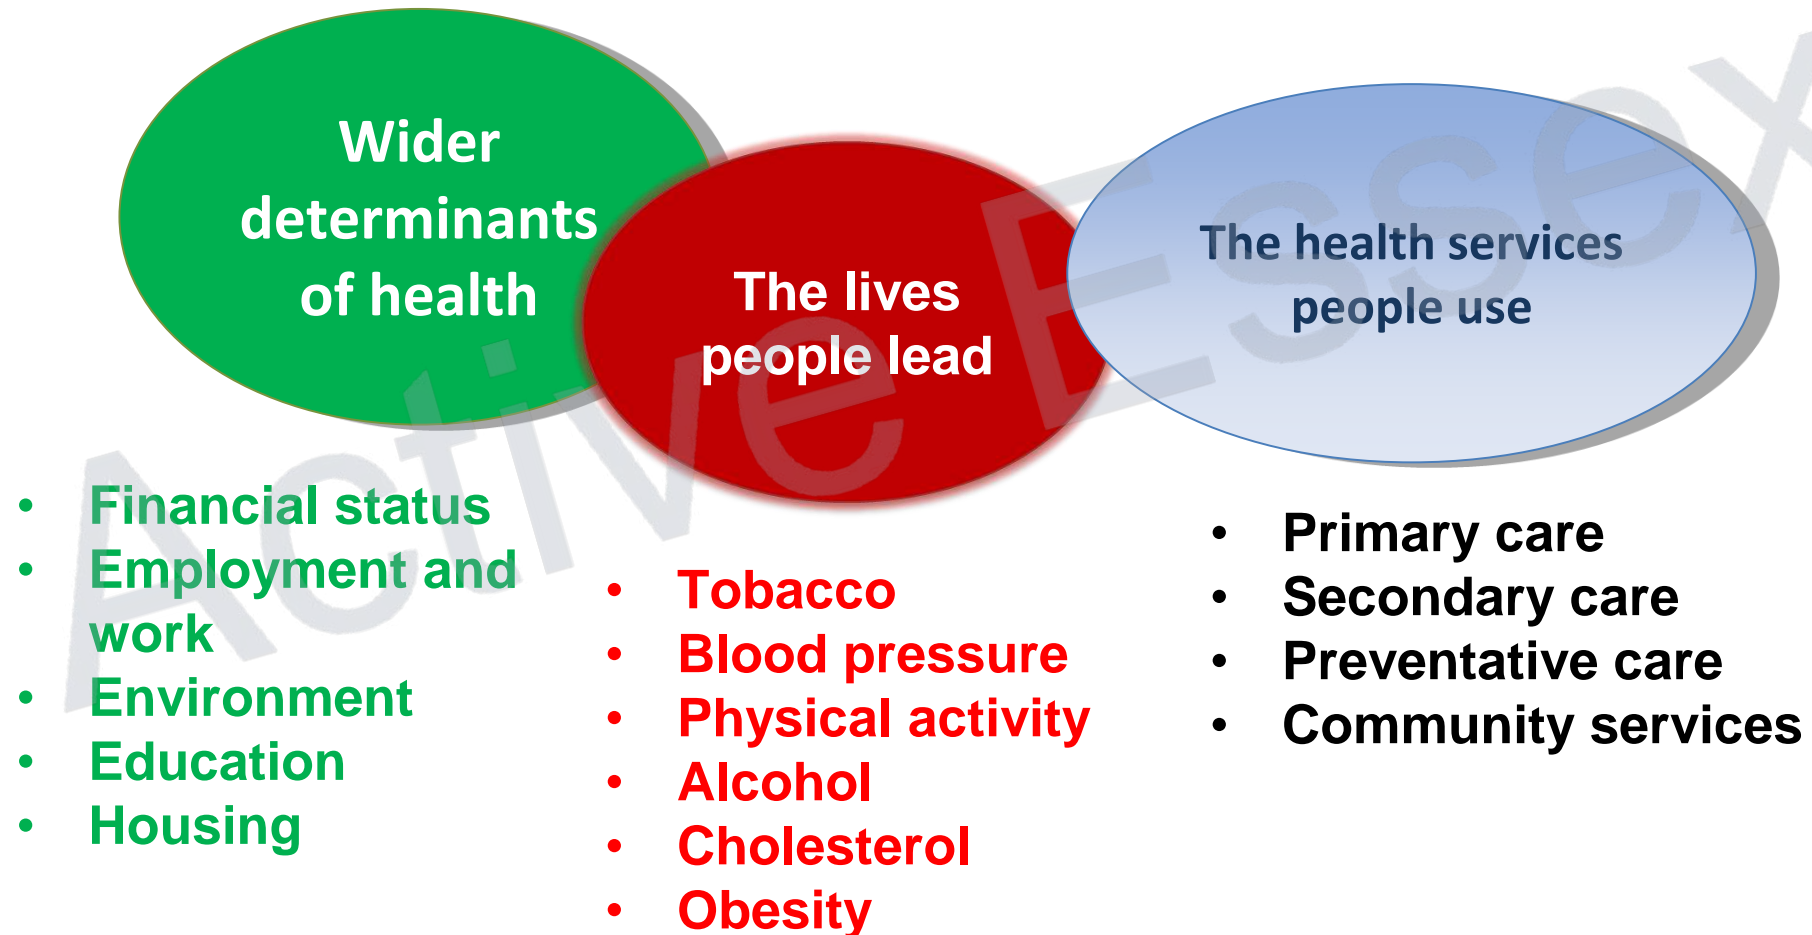 Wider
determinants
of health
The lives
people lead
The health services
people use
• Financial status
• Employment and
work
• Environment
• Education
• Housing
• Tobacco
• Blood pressure
• Physical activity
• Alcohol
• Cholesterol
• Obesity
• Primary care
• Secondary care
• Preventative care
• Community services
Active Essex